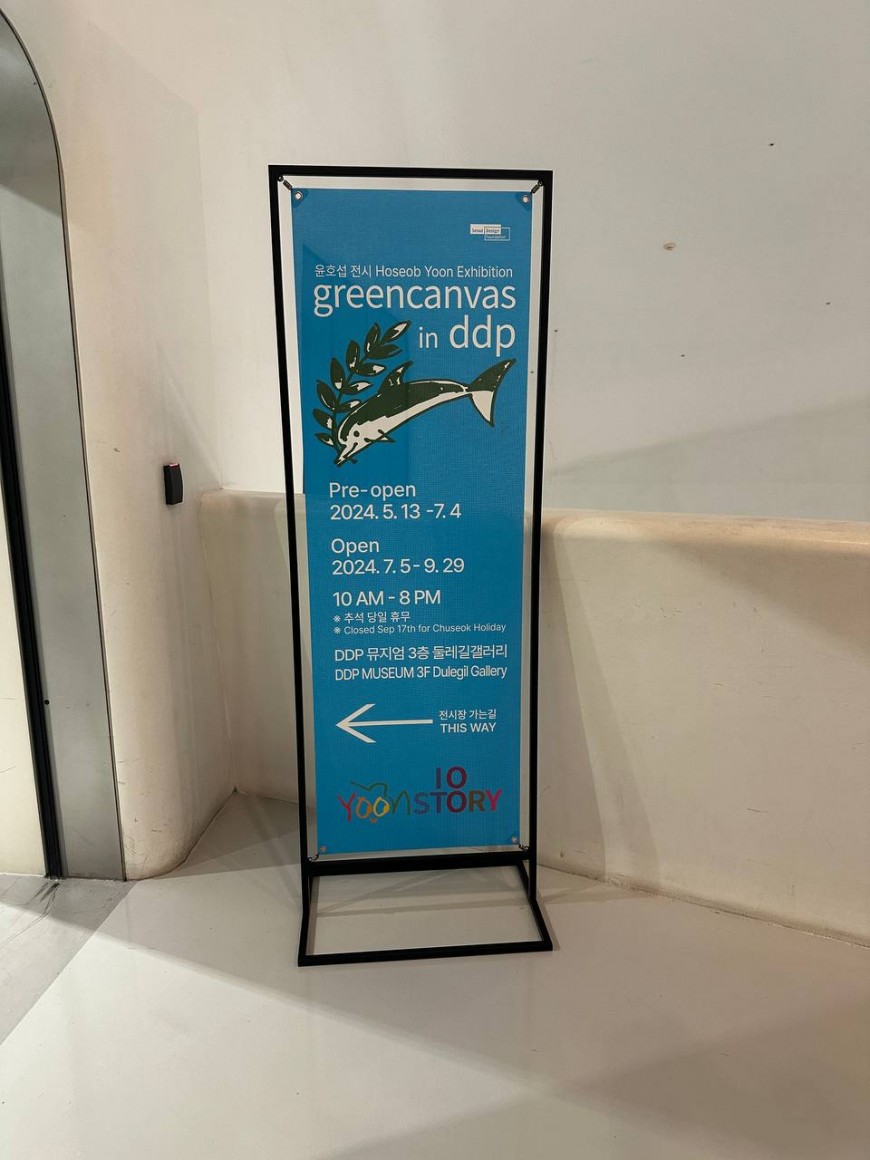 seoul design
윤호섭 전시 Hoseob Yoon Exhibition
greencanvas
in ddp
Pre-open
2024. 5. 13 -7. 4
Open
2024. 7. 5 - 9. 29
10 AM - 8 PM
※ 추석 당일 휴무
※ Closed Sep 17th for Chuseok Holiday
DDP 뮤지엄 3층 둘레길갤러리
DDP MUSEUM 3F Dulegil Gallery
전시장 가는길
THIS WAY
10
YOONSTORY